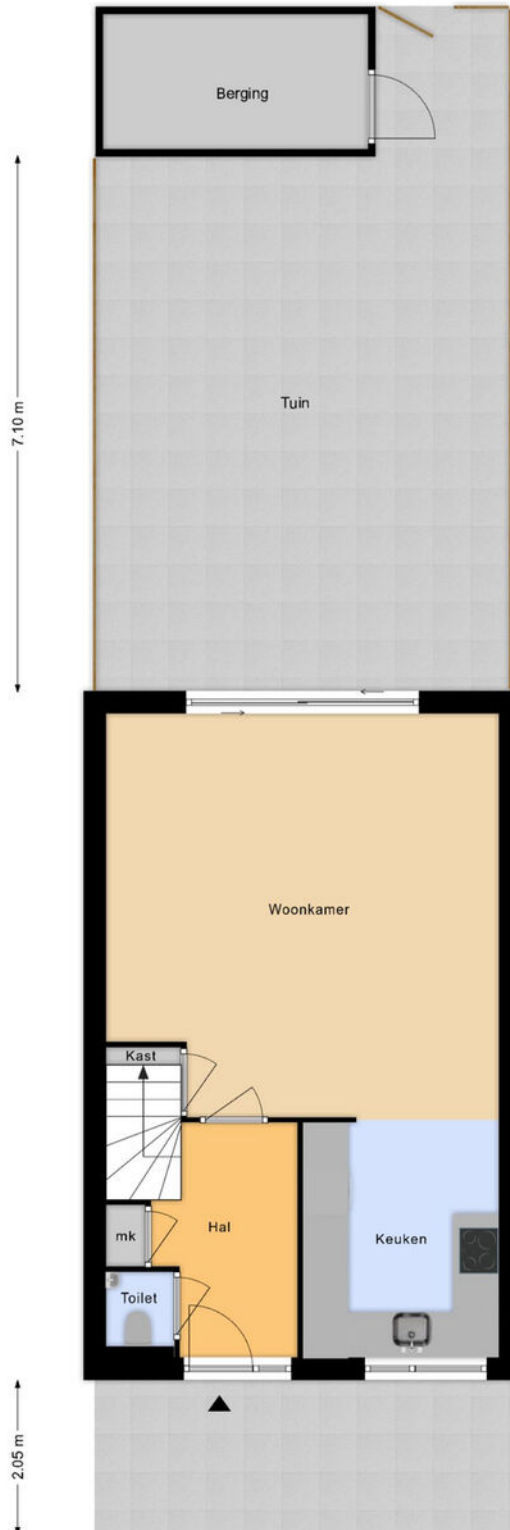 Berging
7.10 m
Tuin
Woonkamer
Kast
mk
Hal
Keuken
Toilet
2.05 m